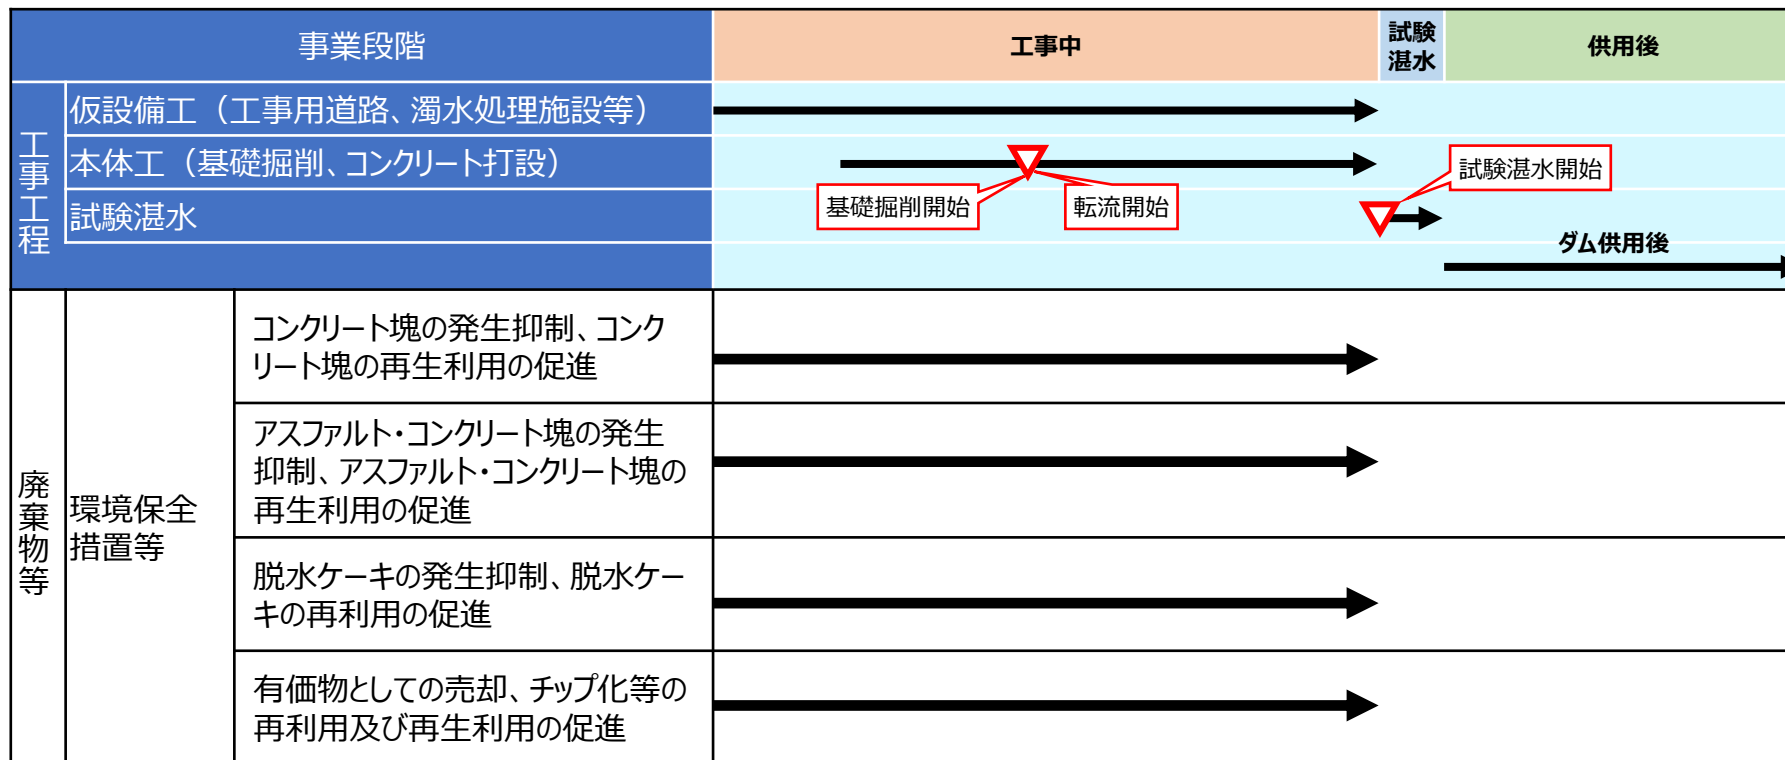 事業段階
工事中
試験
湛水
供用後
工事工程
仮設備工（工事用道路、濁水処理施設等）
本体工（基礎掘削、コンクリート打設）
試験湛水
基礎掘削開始
転流開始
試験湛水開始
ダム供用後
廃棄物等
環境保全
措置等
コンクリート塊の発生抑制、コンク
リート塊の再生利用の促進
アスファルト・コンクリート塊の発生
抑制、アスファルト・コンクリート塊の
再生利用の促進
脱水ケーキの発生抑制、脱水ケー
キの再利用の促進
有価物としての売却、チップ化等の
再利用及び再生利用の促進